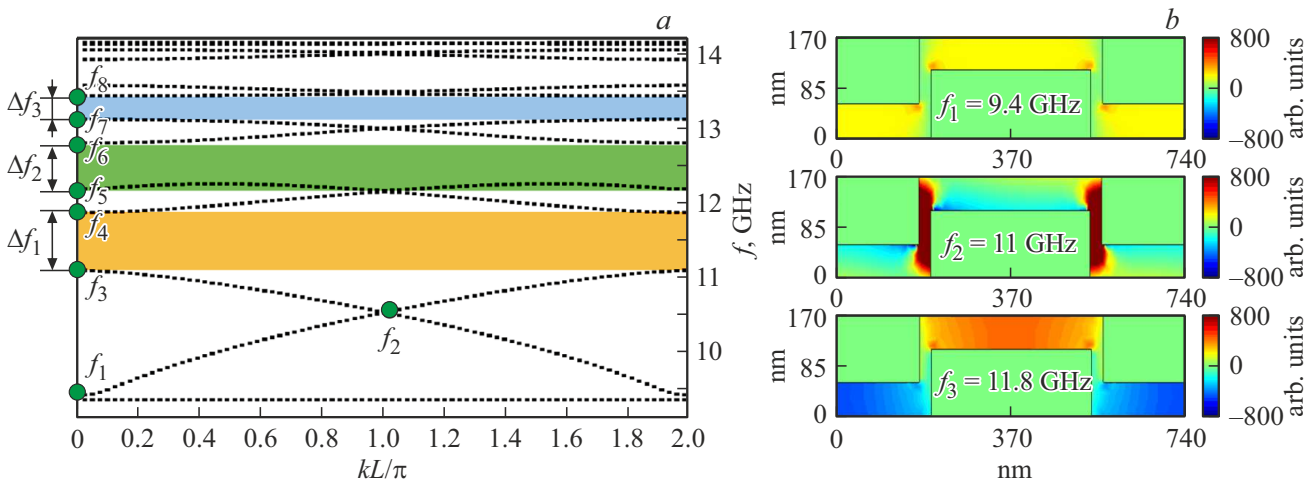 a
14
13
12
11
10
f, GHz
f8
Δf3
f7
f6
Δf2
f5
f4
Δf1
f3
f2
f1
0 0.2 0.4 0.6 0.8 1.0 1.2 1.4 1.6 1.8 2.0
kL/π
b
170
85
0
nm
f1 = 9.4 GHz
0 370 740
800
0
–800
arb. units
170
85
0
nm
f2 = 11 GHz
0 370 740
800
0
–800
arb. units
170
85
0
nm
f3 = 11.8 GHz
0 370 740
nm
800
0
–800
arb. units